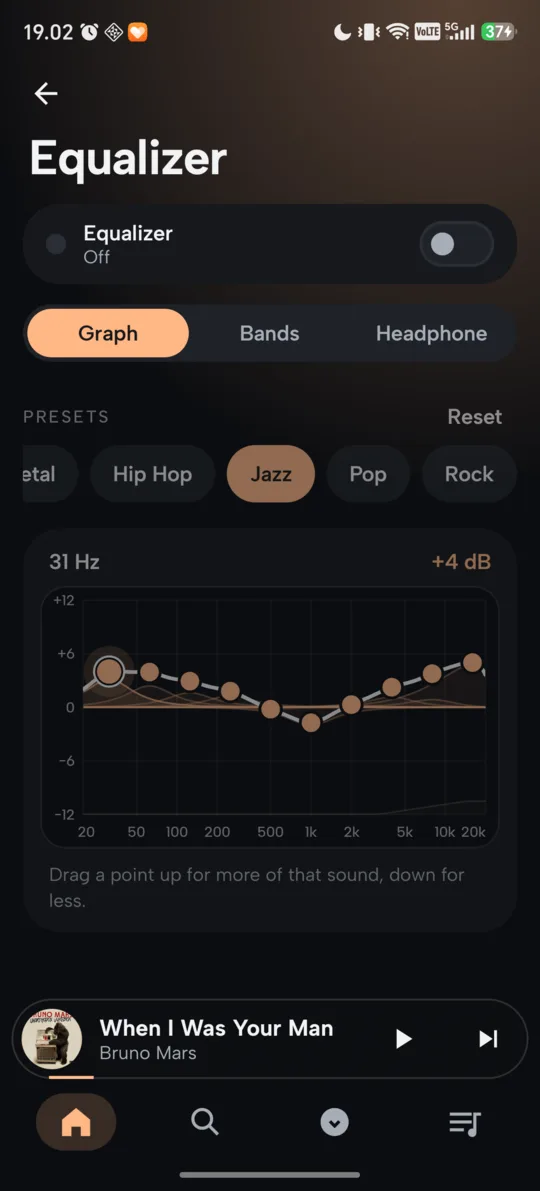 19.02
VoLTE 5G 37
Equalizer
Equalizer
Off
Graph Bands Headphone
PRESETS Reset
etal Hip Hop Jazz Pop Rock
31 Hz +4 dB
+12
+6
0
-6
-12
20 50 100 200 500 1k 2k 5k 10k 20k
Drag a point up for more of that sound, down for
less.
BRUNO MARS
When I Was Your Man
Bruno Mars